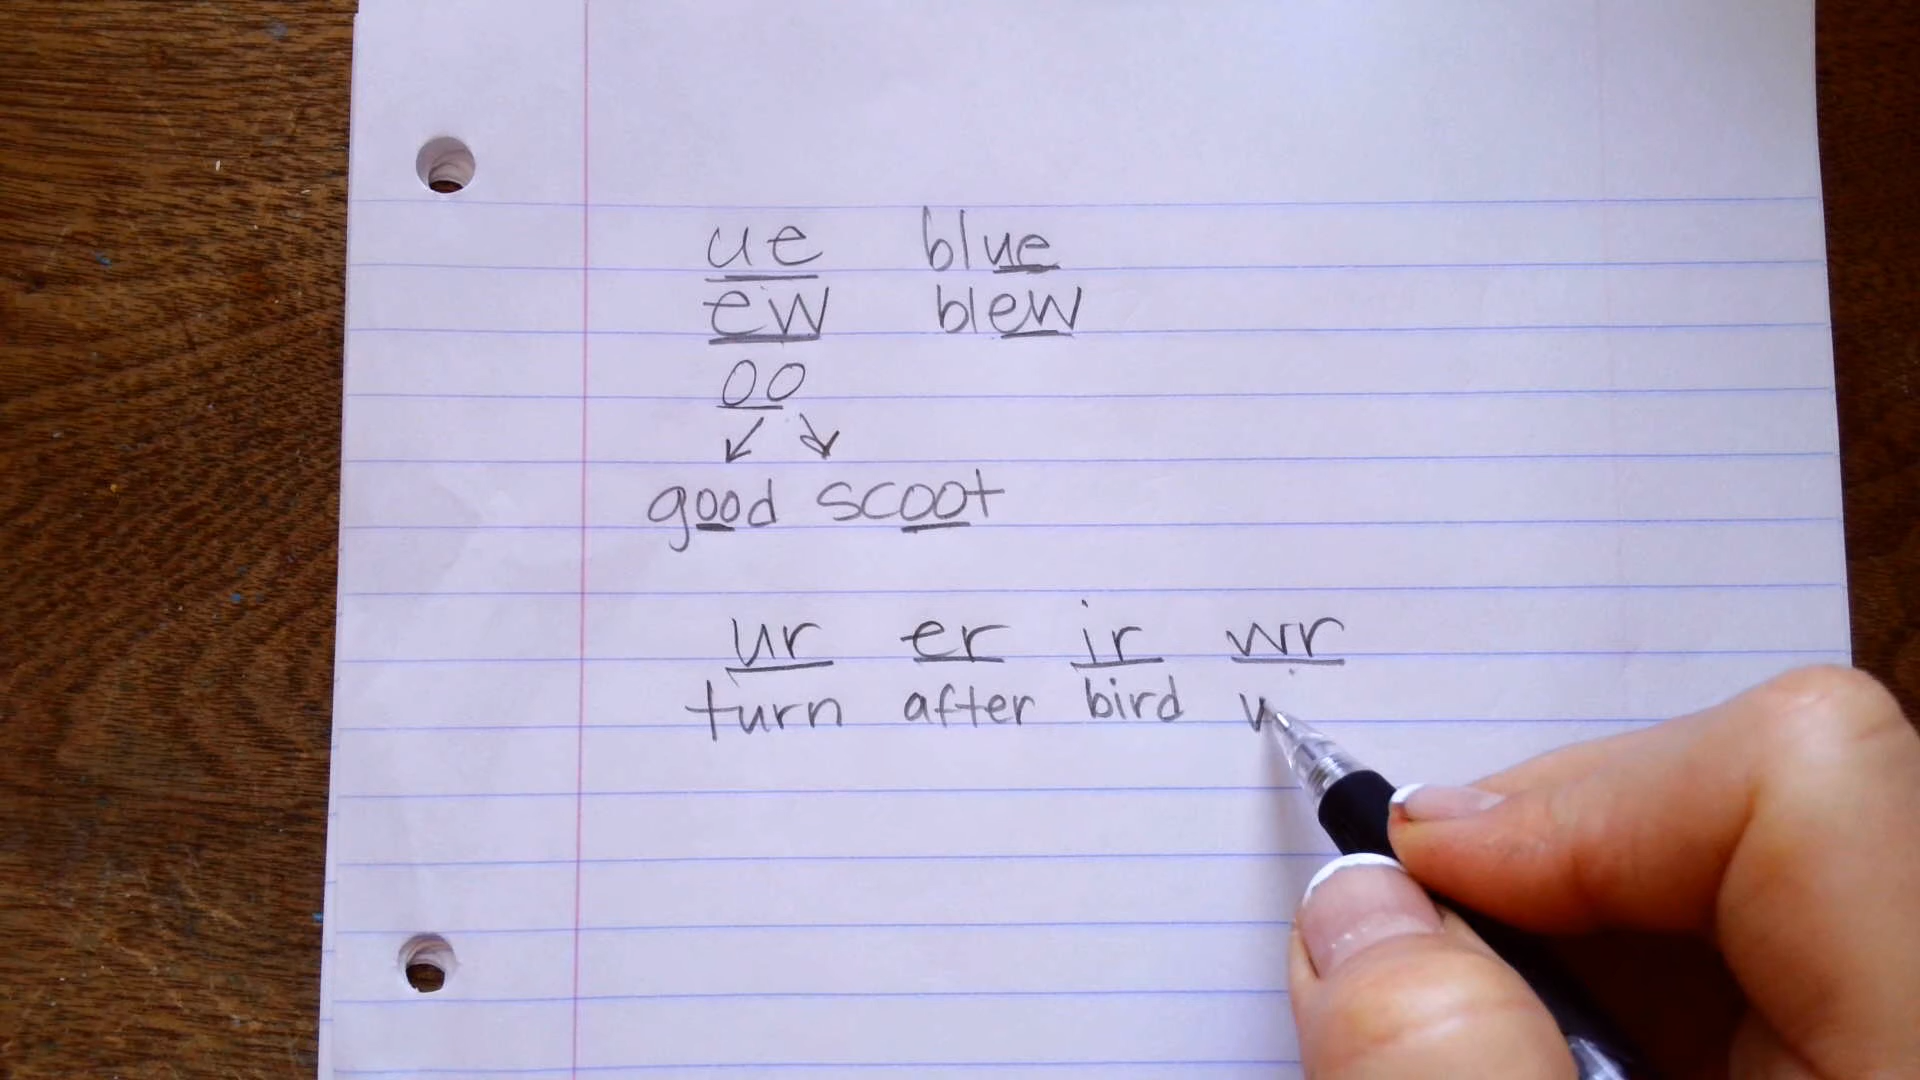 ue blue
ew blew
oo
good scoot
ur er ir wr
turn after bird